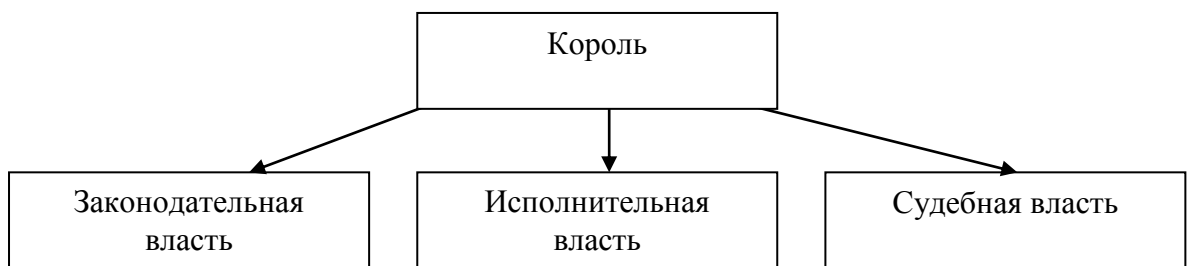 Король
Законодательная
власть
Исполнительная
власть
Судебная власть